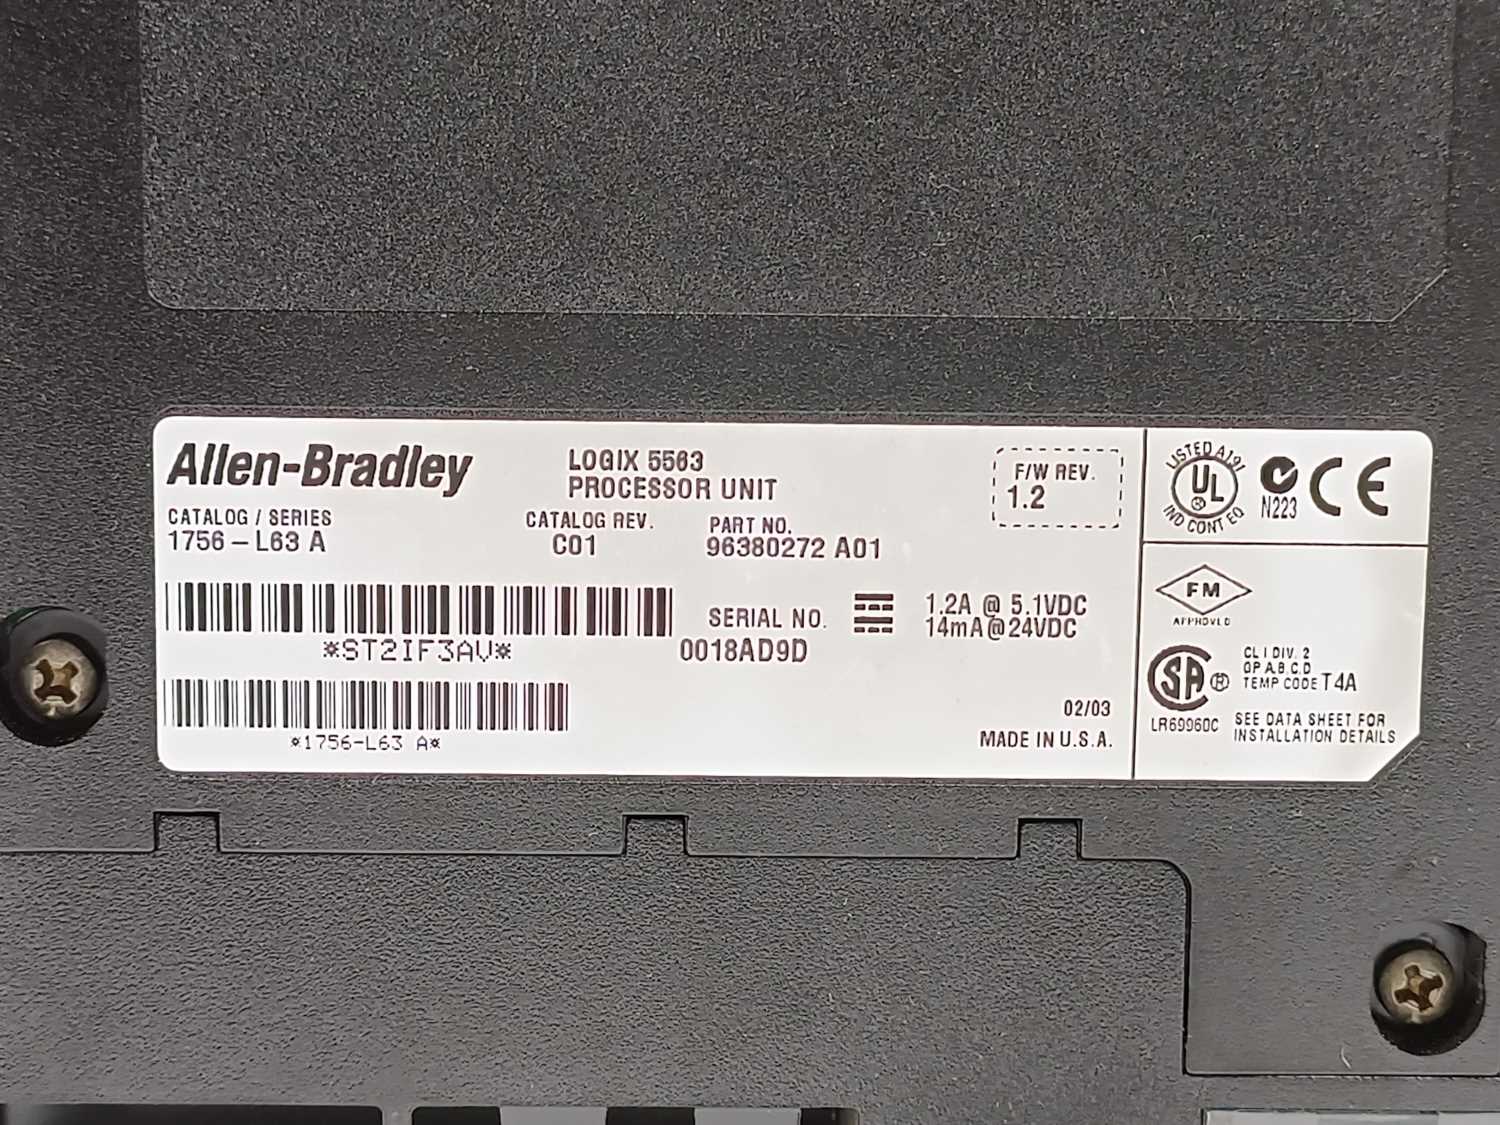 Allen-Bradley
LOGIX 5563
PROCESSOR UNIT
F/W REV.
1.2
CATALOG / SERIES
1756 – L63 A
CATALOG REV.
C01
PART NO.
96380272 A01
*ST2IF3AV*
SERIAL NO.
0018AD9D
1.2A @ 5.1VDC
14mA@24VDC
*1756-L63 A*
02/03
MADE IN U.S.A.
LISTED A191
UL
IND CONT EQ
N223
CE
FM
APPROVED
SA
LR69960C
CL I DIV. 2
GP A.B.C.D
TEMP CODE T4A
SEE DATA SHEET FOR
INSTALLATION DETAILS